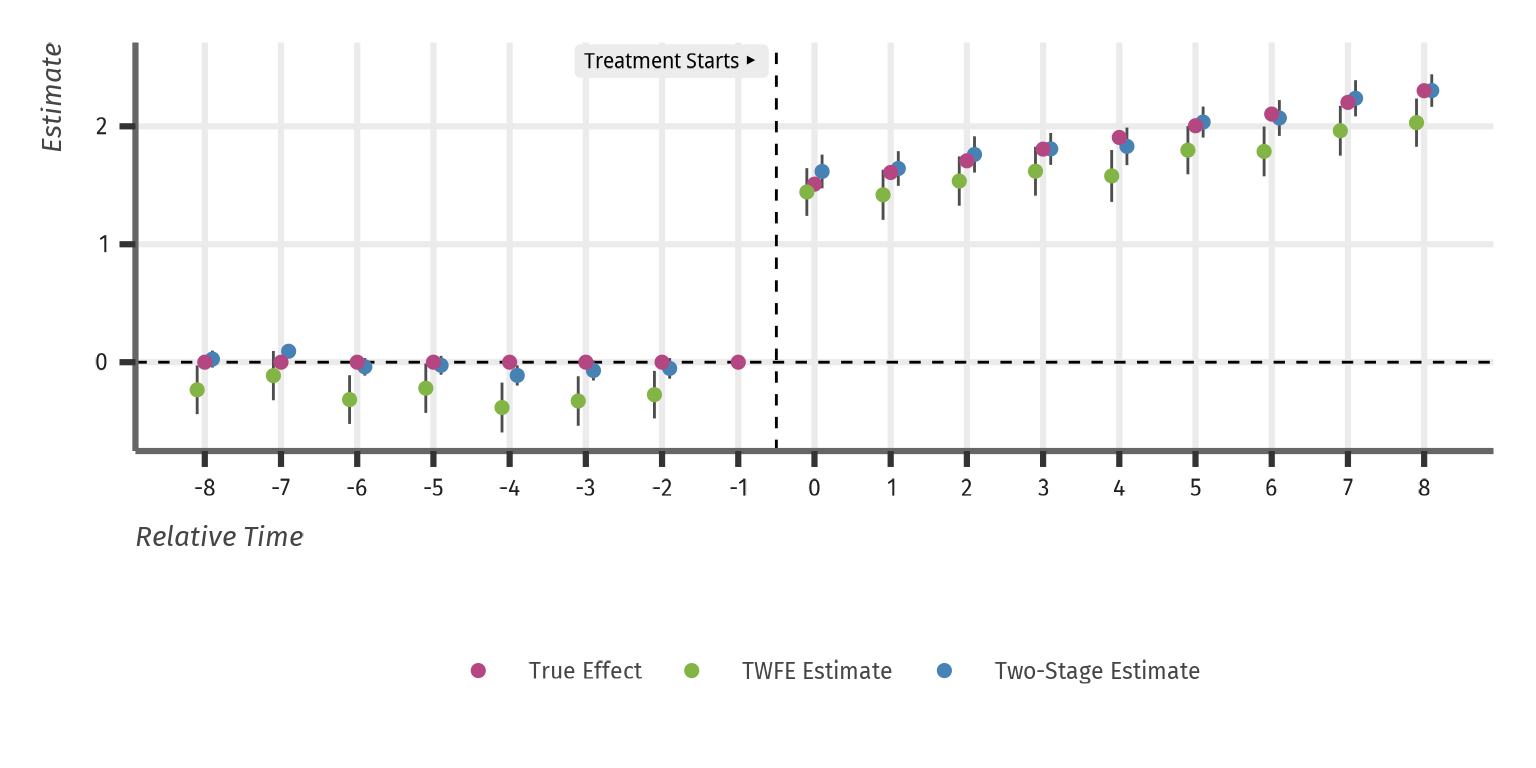 Estimate
Treatment Starts ►
2
1
0
-8 -7 -6 -5 -4 -3 -2 -1 0 1 2 3 4 5 6 7 8
Relative Time
True Effect TWFE Estimate Two-Stage Estimate